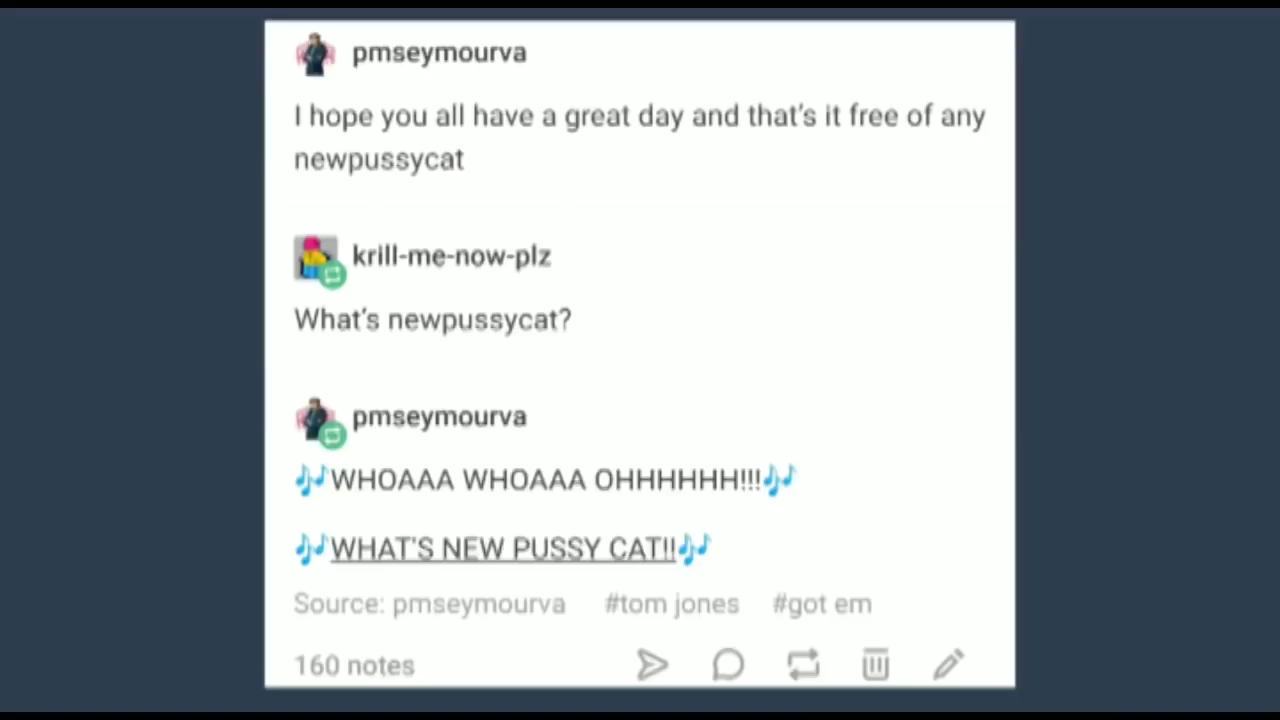 pmseymourva
I hope you all have a great day and that's it free of any
newpussycat
krill-me-now-plz
What's newpussycat?
pmseymourva
🎶WHOAAA WHOAAA OHHHHHH!!!🎶
🎶WHAT'S NEW PUSSY CAT!!🎶
Source: pmseymourva #tom jones #got em
160 notes